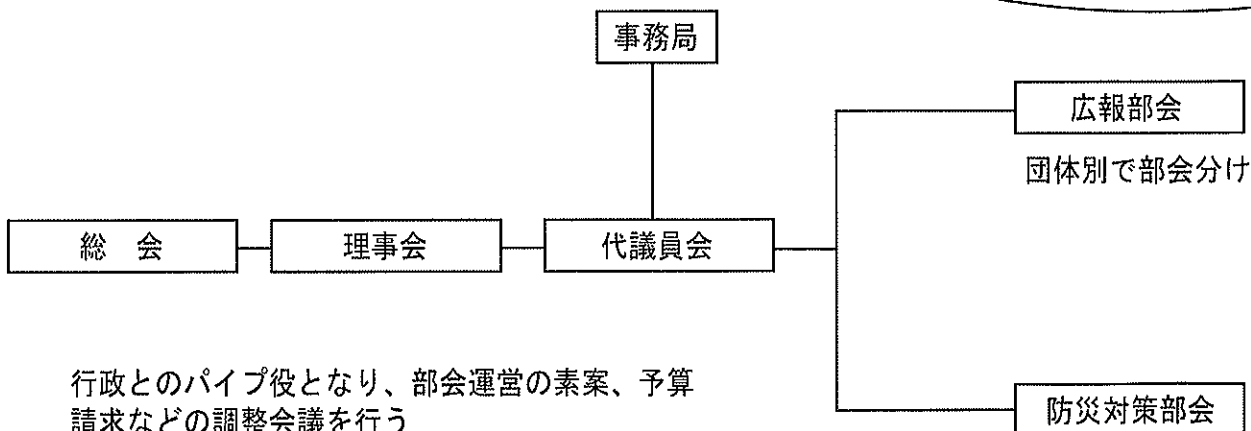 事務局
広報部会
団体別で部会分け
総　会
理事会
代議員会
行政とのパイプ役となり、部会運営の素案、予算
請求などの調整会議を行う
防災対策部会